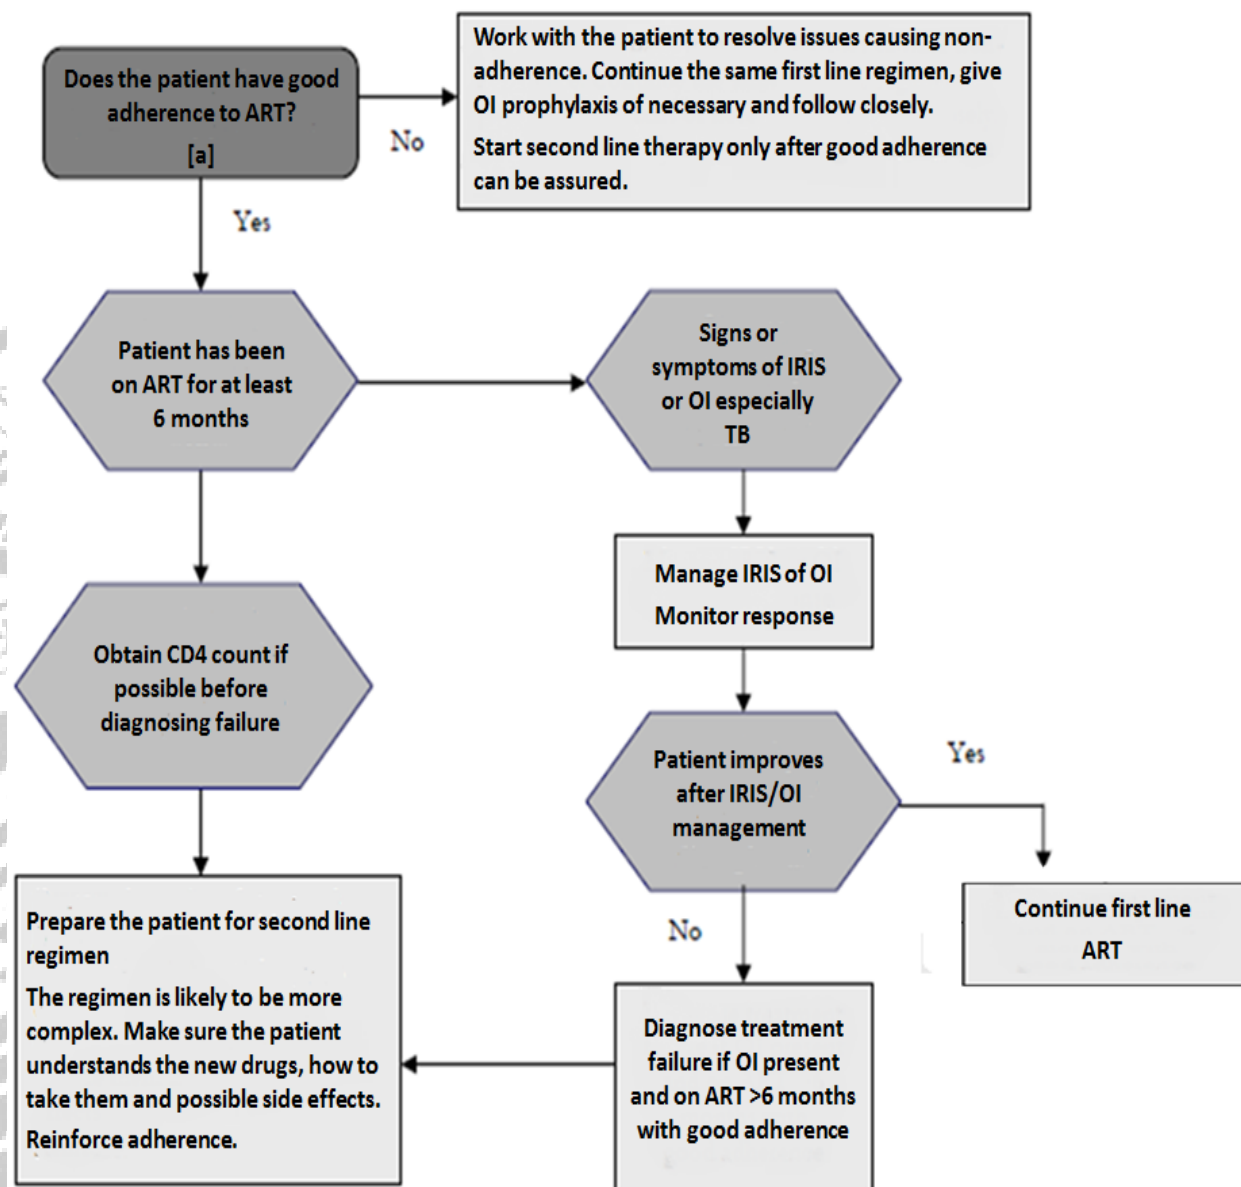 Does the patient have good
adherence to ART?
[a]
No
Work with the patient to resolve issues causing non-
adherence. Continue the same first line regimen, give
OI prophylaxis of necessary and follow closely.
Start second line therapy only after good adherence
can be assured.
Yes
Patient has been
on ART for at least
6 months
Signs or
symptoms of IRIS
or OI especially
TB
Manage IRIS of OI
Monitor response
Obtain CD4 count if
possible before
diagnosing failure
Patient improves
after IRIS/OI
management
Yes
Continue first line
ART
No
Diagnose treatment
failure if OI present
and on ART >6 months
with good adherence
Prepare the patient for second line
regimen
The regimen is likely to be more
complex. Make sure the patient
understands the new drugs, how to
take them and possible side effects.
Reinforce adherence.